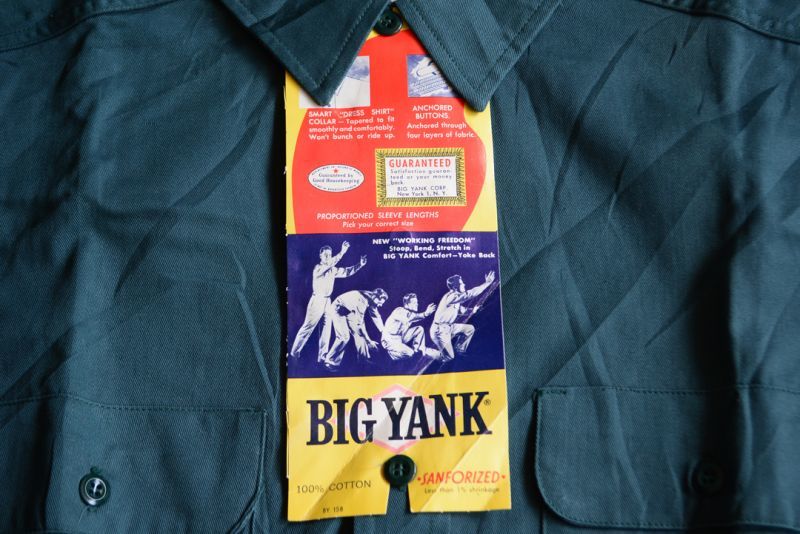 SMART "DRESS SHIRT"
COLLAR—Tapered to fit
smoothly and comfortably.
Won't bunch or ride up.
ANCHORED
BUTTONS.
Anchored through
four layers of fabric.
Guaranteed by
Good Housekeeping
GUARANTEED
Satisfaction guaran-
teed or your money
back.
BIG YANK CORP.
New York 1, N. Y.
PROPORTIONED SLEEVE LENGTHS
Pick your correct size
NEW "WORKING FREEDOM"
Stoop, Bend, Stretch in
BIG YANK Comfort—Yoke Back
BIG YANK®
100% COTTON
•SANFORIZED•
Less than 1% shrinkage
BY 158